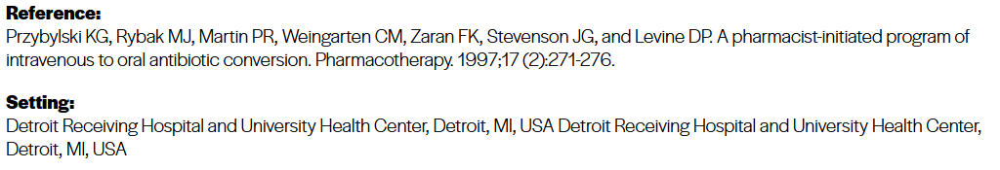 Reference:
Przybylski KG, Rybak MJ, Martin PR, Weingarten CM, Zaran FK, Stevenson JG, and Levine DP. A pharmacist-initiated program of
intravenous to oral antibiotic conversion. Pharmacotherapy. 1997;17 (2):271-276.
Setting:
Detroit Receiving Hospital and University Health Center, Detroit, MI, USA Detroit Receiving Hospital and University Health Center,
Detroit, MI, USA